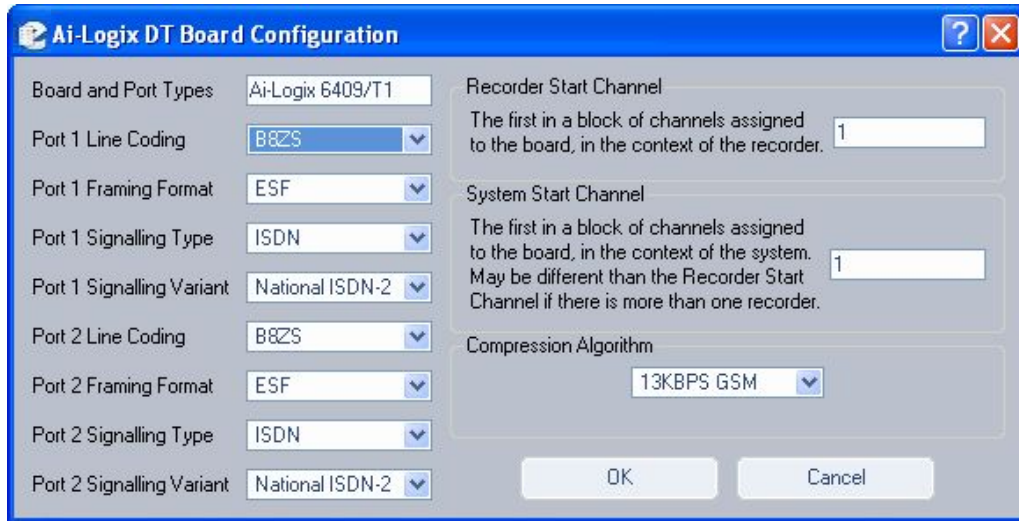 Ai-Logix DT Board Configuration
Board and Port Types
Ai-Logix 6409/T1
Port 1 Line Coding
B8ZS
Port 1 Framing Format
ESF
Port 1 Signalling Type
ISDN
Port 1 Signalling Variant
National ISDN-2
Port 2 Line Coding
B8ZS
Port 2 Framing Format
ESF
Port 2 Signalling Type
ISDN
Port 2 Signalling Variant
National ISDN-2
Recorder Start Channel
The first in a block of channels assigned
to the board, in the context of the recorder.
1
System Start Channel
The first in a block of channels assigned
to the board, in the context of the system.
May be different than the Recorder Start
Channel if there is more than one recorder.
1
Compression Algorithm
13KBPS GSM
OK
Cancel